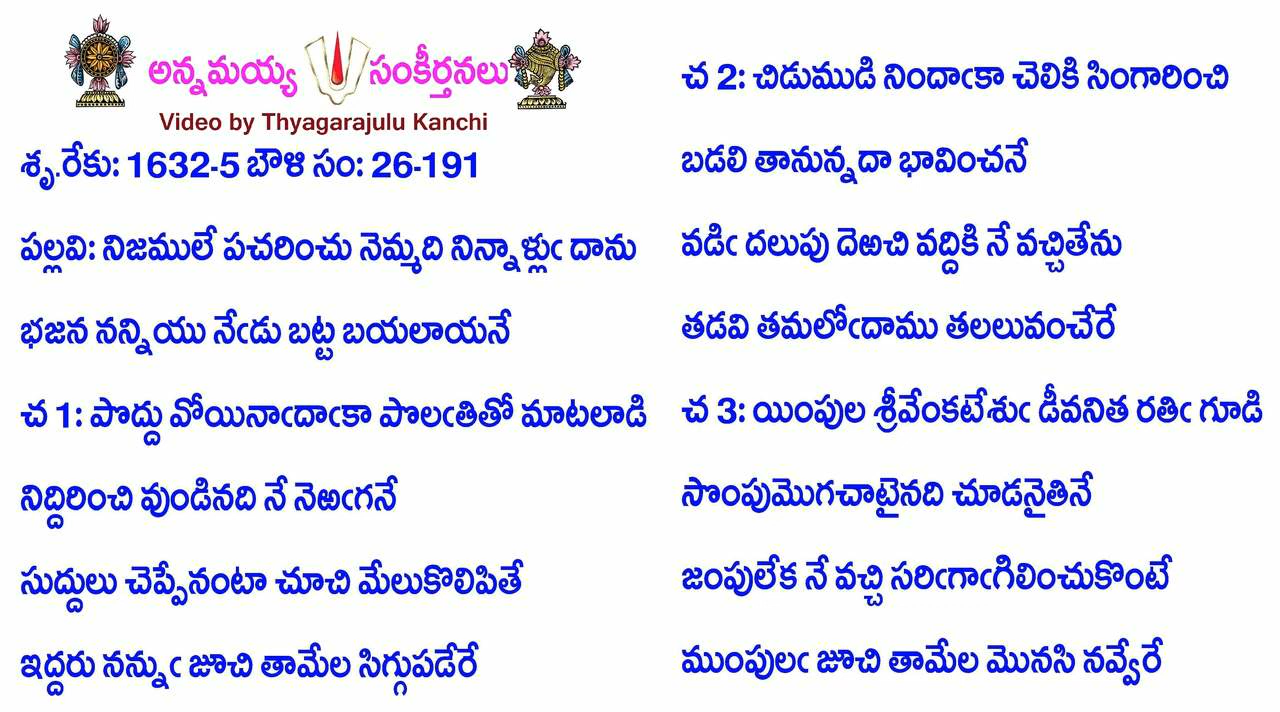 అన్నమయ్య సంకీర్తనలు
Video by Thyagarajulu Kanchi
శృ.రేకు: 1632-5 బౌళి సం: 26-191
పల్లవి: నిజములే పచరించు నెమ్మది నిన్నాళ్లుఁ దాను
భజన నన్నియు నేఁడు బట్ట బయలాయనే
చ 1: పొద్దు వోయినాఁదాఁకా పొలఁతితో మాటలాడి
నిద్దిరించి వుండినది నే నెఱఁగనే
సుద్దులు చెప్పేనంటా చూచి మేలుకొలిపితే
ఇద్దరు నన్నుఁ జూచి తామేల సిగ్గుపడేరే
చ 2: చిడుముడి నిందాఁకా చెలికి సింగారించి
బడలి తానున్నదా భావించనే
వడిఁ దలుపు దెఱచి వద్దికి నే వచ్చితేను
తడవి తమలోఁదాము తలలువంచేరే
చ 3: యింపుల శ్రీవేంకటేశుఁ డీవనిత రతిఁ గూడి
సొంపుమొగచాటైనది చూడనైతినే
జంపులేక నే వచ్చి సరిఁగాఁగిలించుకొంటే
ముంపులఁ జూచి తామేల మొనసి నవ్వేరే